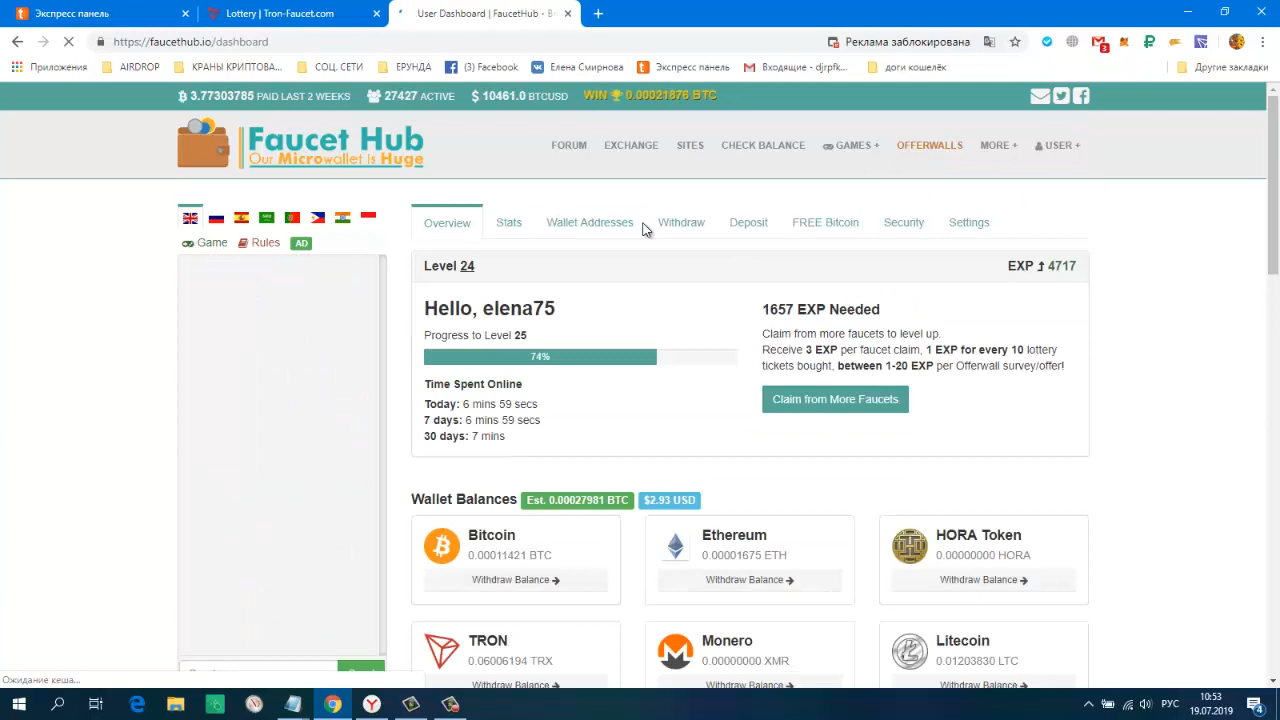 Экспресс панель
Lottery | Tron-Faucet.com
User Dashboard | FaucetHub - B
https://faucethub.io/dashboard
Реклама заблокирована
3
Приложения
AIRDROP
КРАНЫ КРИПТОВА...
СОЦ. СЕТИ
ЕРУНДА
(3) Facebook
Елена Смирнова
Экспресс панель
Входящие - djrpfk...
доги кошелёк
Другие закладки
3.77303785 PAID LAST 2 WEEKS
27427 ACTIVE
$ 10461.0 BTCUSD
WIN 0.00021876 BTC
Faucet Hub
Our Microwallet is Huge
FORUM
EXCHANGE
SITES
CHECK BALANCE
GAMES +
OFFERWALLS
MORE +
USER +
Game
Rules
AD
Overview
Stats
Wallet Addresses
Withdraw
Deposit
FREE Bitcoin
Security
Settings
Level 24
EXP 4717
Hello, elena75
Progress to Level 25
74%
Time Spent Online
Today: 6 mins 59 secs
7 days: 6 mins 59 secs
30 days: 7 mins
1657 EXP Needed
Claim from more faucets to level up.
Receive 3 EXP per faucet claim, 1 EXP for every 10 lottery
tickets bought, between 1-20 EXP per Offerwall survey/offer!
Claim from More Faucets
Wallet Balances
Est. 0.00027981 BTC
$2.93 USD
Bitcoin
0.00011421 BTC
Withdraw Balance
Ethereum
0.00001675 ETH
Withdraw Balance
HORA Token
0.00000000 HORA
Withdraw Balance
TRON
0.06006194 TRX
Withdraw Balance
Monero
0.00000000 XMR
Withdraw Balance
Litecoin
0.01203830 LTC
Withdraw Balance
Ожидание кеша...
РУС
10:53
19.07.2019
4